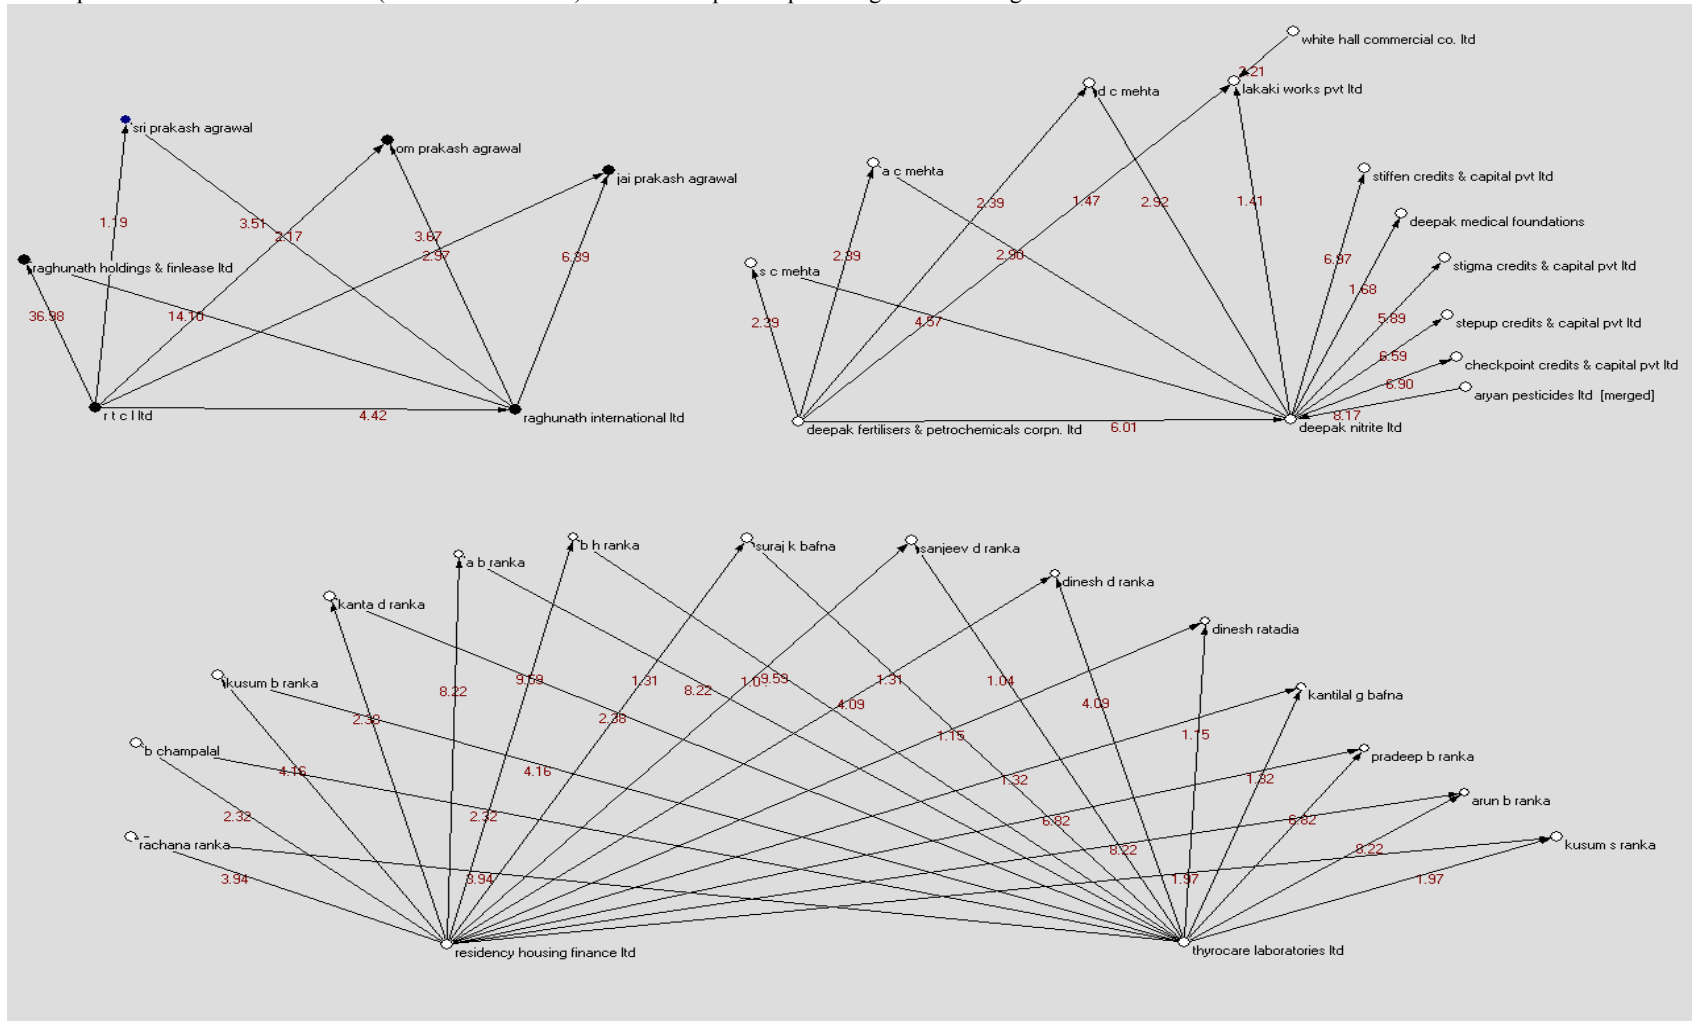 white hall commercial co. ltd
2.21
lakaki works pvt ltd
d c mehta
sri prakash agrawal
om prakash agrawal
jai prakash agrawal
a c mehta
stiffen credits & capital pvt ltd
deepak medical foundations
1.19
3.51
2.17
3.67
2.97
6.39
2.39
1.47
2.92
1.41
raghunath holdings & finlease ltd
s c mehta
2.90
6.97
stigma credits & capital pvt ltd
1.68
36.98
14.10
2.39
4.57
5.89
stepup credits & capital pvt ltd
6.59
checkpoint credits & capital pvt ltd
6.90
aryan pesticides ltd [merged]
8.17
r t c l ltd
4.42
raghunath international ltd
deepak fertilisers & petrochemicals corpn. ltd
6.01
deepak nitrite ltd
a b ranka
b h ranka
suraj k bafna
sanjeev d ranka
dinesh d ranka
kanta d ranka
dinesh ratadia
kusum b ranka
8.22
9.59
1.31
8.22
9.59
1.31
1.04
kantilal g bafna
2.38
2.38
4.09
4.09
b champalal
1.15
1.15
pradeep b ranka
4.16
4.16
1.32
1.32
arun b ranka
2.32
2.32
6.82
6.82
rachana ranka
8.22
8.22
kusum s ranka
3.94
3.94
1.97
1.97
residency housing finance ltd
thyrocare laboratories ltd